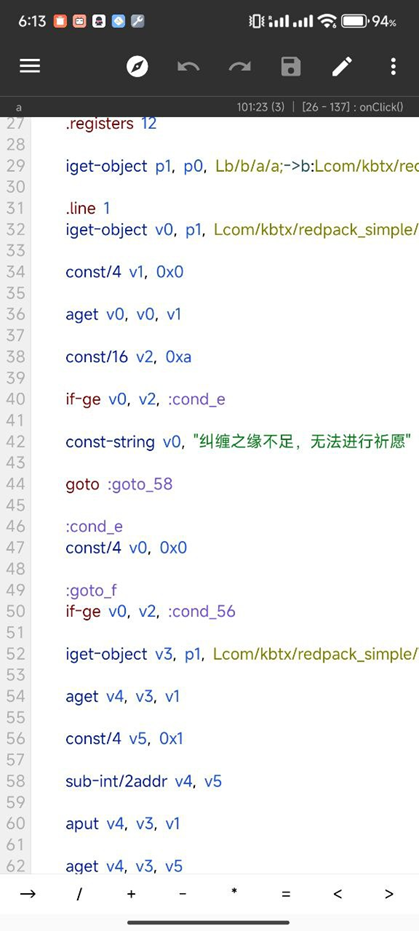 6:13 94%
a 101:23 (3) | [26 - 137] : onClick()
27 .registers 12
28
29 iget-object p1, p0, Lb/b/a/a;->b:Lcom/kbtx/rec
30
31 .line 1
32 iget-object v0, p1, Lcom/kbtx/redpack_simple/
33
34 const/4 v1, 0x0
35
36 aget v0, v0, v1
37
38 const/16 v2, 0xa
39
40 if-ge v0, v2, :cond_e
41
42 const-string v0, "纠缠之缘不足，无法进行祈愿"
43
44 goto :goto_58
45
46 :cond_e
47 const/4 v0, 0x0
48
49 :goto_f
50 if-ge v0, v2, :cond_56
51
52 iget-object v3, p1, Lcom/kbtx/redpack_simple/
53
54 aget v4, v3, v1
55
56 const/4 v5, 0x1
57
58 sub-int/2addr v4, v5
59
60 aput v4, v3, v1
61
62 aget v4, v3, v5
→ / + - * = < >